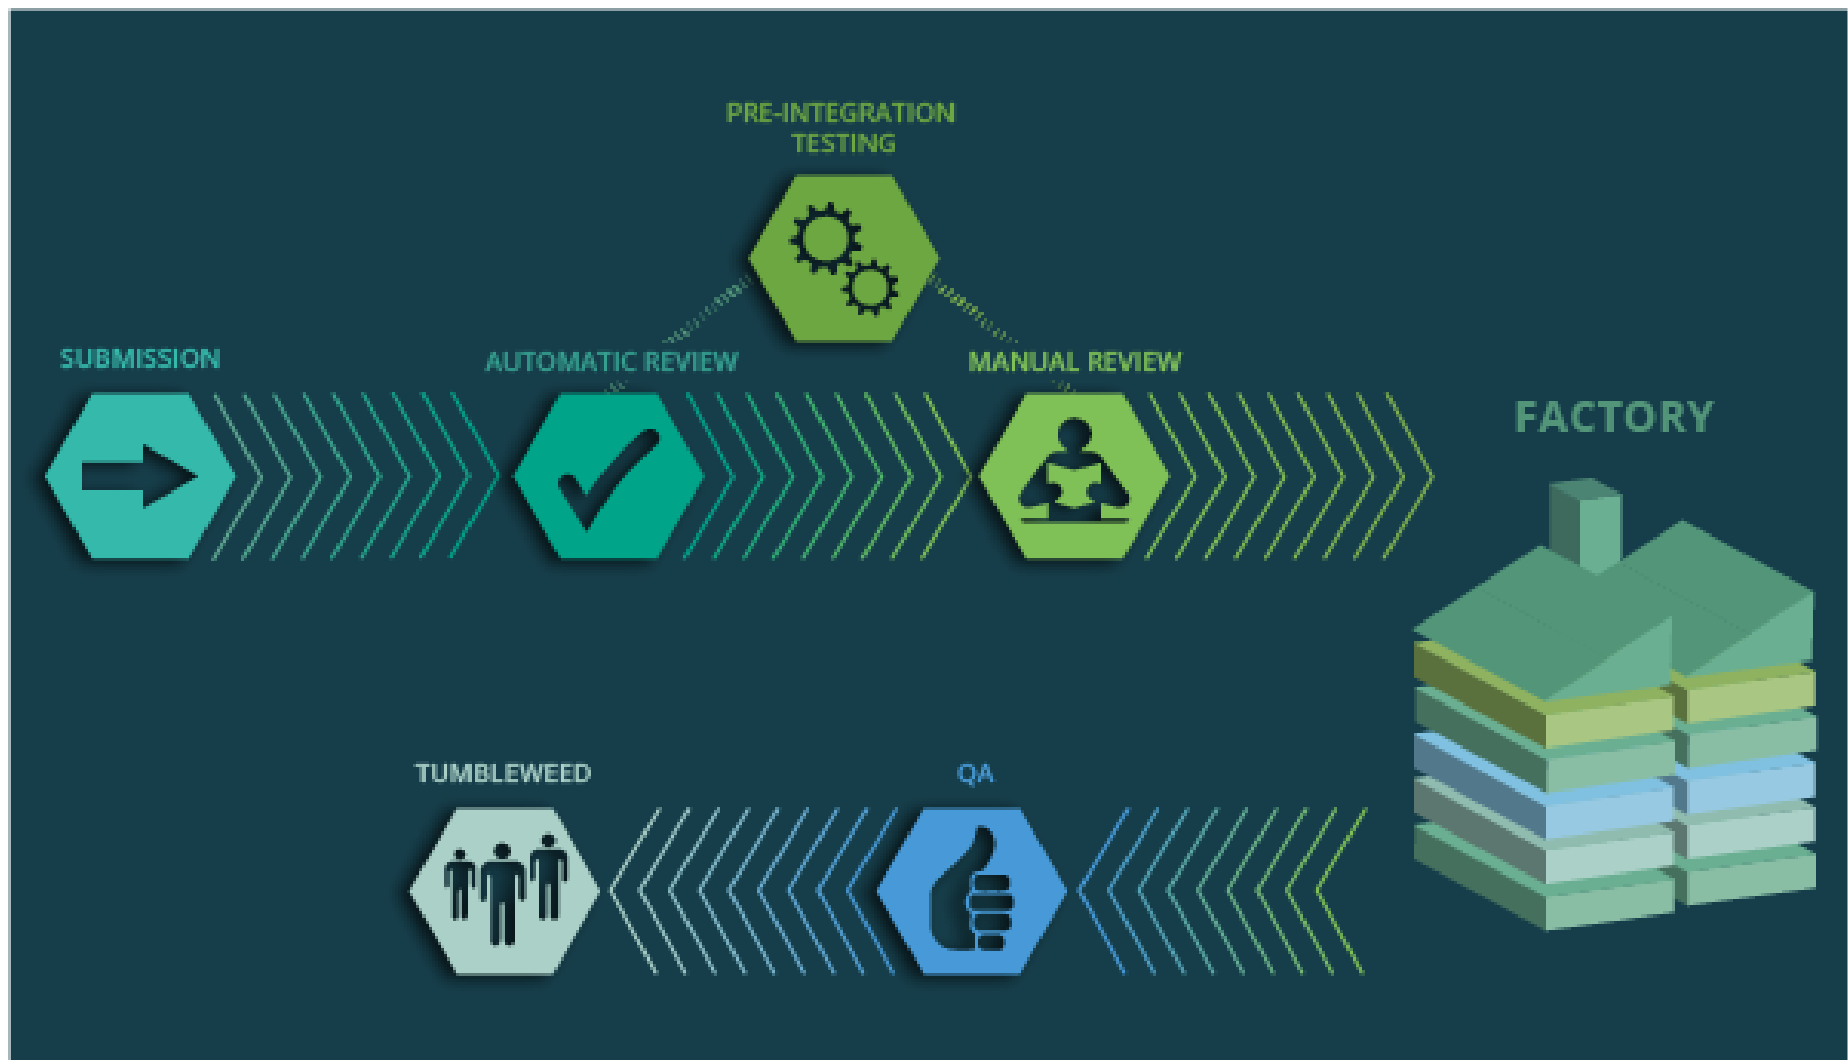 PRE-INTEGRATION
TESTING
SUBMISSION
AUTOMATIC REVIEW
MANUAL REVIEW
FACTORY
TUMBLEWEED
QA